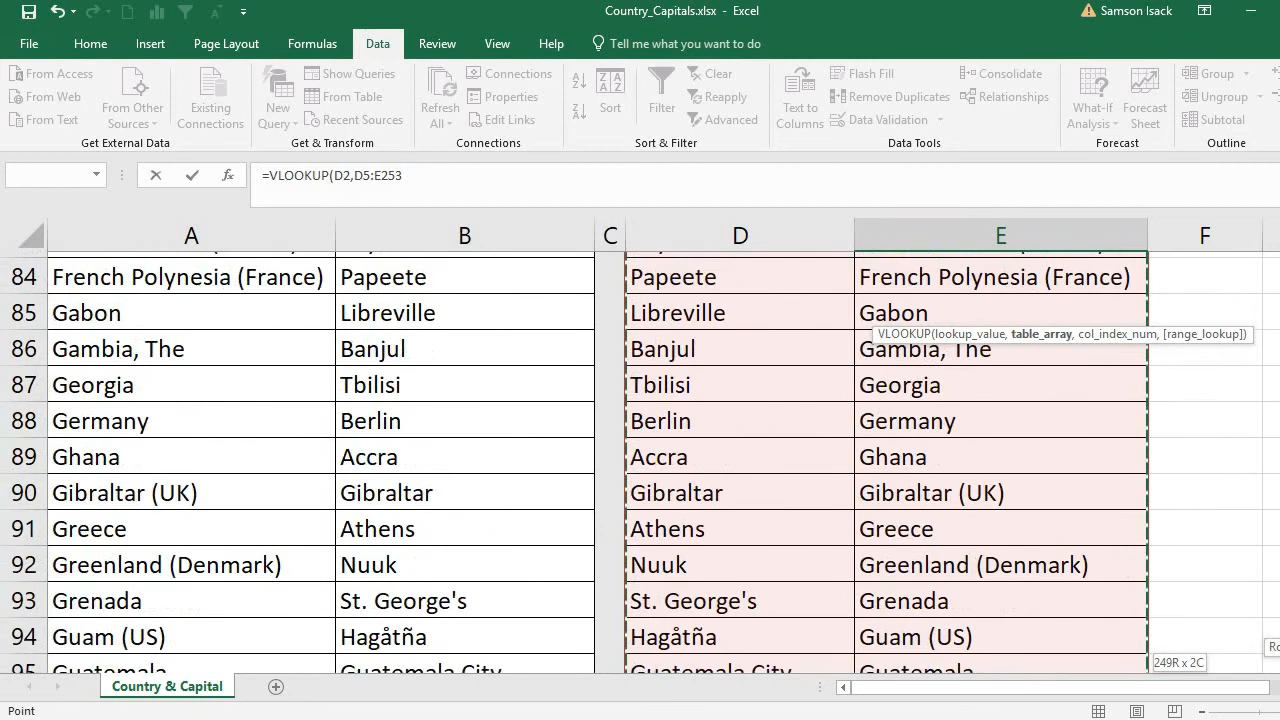 Country_Capitals.xlsx - Excel
Samson Isack
File Home Insert Page Layout Formulas Data Review View Help Tell me what you want to do
From Access
From Web
From Text
From Other Sources
Existing Connections
Get External Data
New Query
Show Queries
From Table
Recent Sources
Get & Transform
Refresh All
Connections
Properties
Edit Links
Connections
Sort
Filter
Clear
Reapply
Advanced
Sort & Filter
Text to Columns
Flash Fill
Remove Duplicates
Data Validation
Consolidate
Relationships
Data Tools
What-If Analysis
Forecast Sheet
Forecast
Group
Ungroup
Subtotal
Outline
fx =VLOOKUP(D2,D5:E253
A B C D E F
84 French Polynesia (France) Papeete Papeete French Polynesia (France)
85 Gabon Libreville Libreville Gabon
VLOOKUP(lookup_value, table_array, col_index_num, [range_lookup])
86 Gambia, The Banjul Banjul Gambia, The
87 Georgia Tbilisi Tbilisi Georgia
88 Germany Berlin Berlin Germany
89 Ghana Accra Accra Ghana
90 Gibraltar (UK) Gibraltar Gibraltar Gibraltar (UK)
91 Greece Athens Athens Greece
92 Greenland (Denmark) Nuuk Nuuk Greenland (Denmark)
93 Grenada St. George's St. George's Grenada
94 Guam (US) Hagåtña Hagåtña Guam (US)
95 Guatemala Guatemala City Guatemala City Guatemala
249R x 2C
Country & Capital
Point